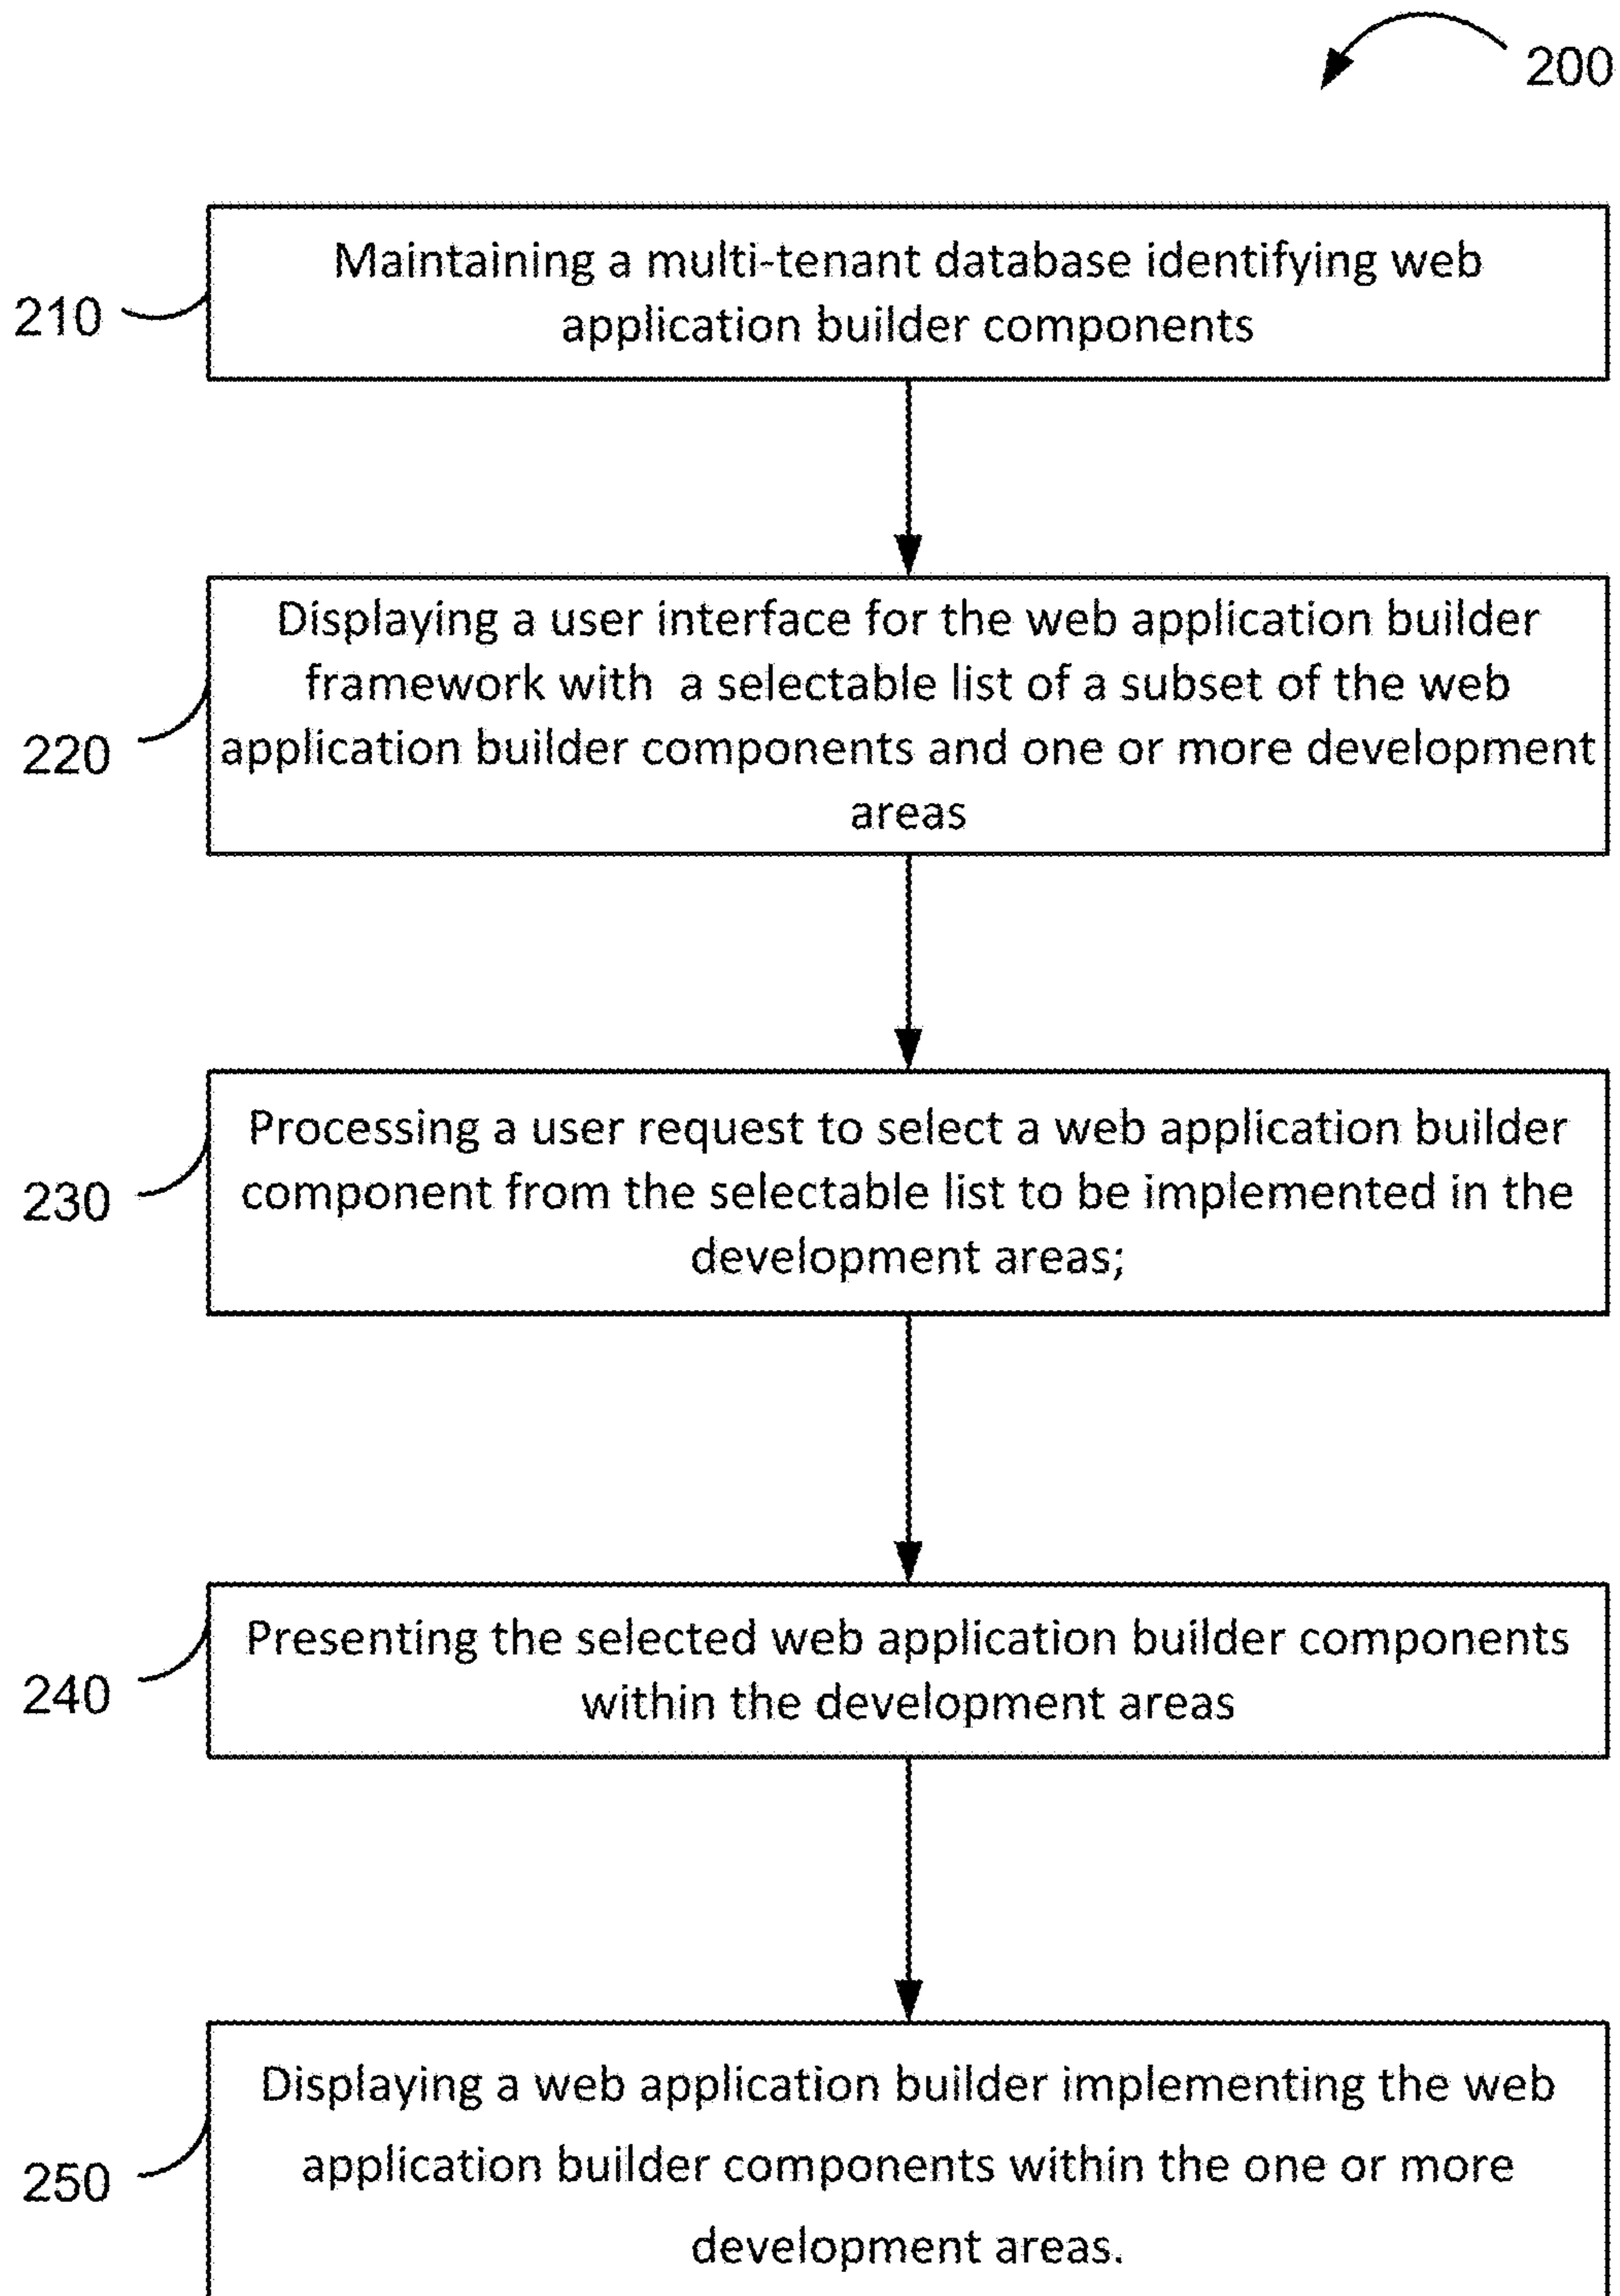 200
210
Maintaining a multi-tenant database identifying web
application builder components
220
Displaying a user interface for the web application builder
framework with a selectable list of a subset of the web
application builder components and one or more development
areas
230
Processing a user request to select a web application builder
component from the selectable list to be implemented in the
development areas;
240
Presenting the selected web application builder components
within the development areas
250
Displaying a web application builder implementing the web
application builder components within the one or more
development areas.